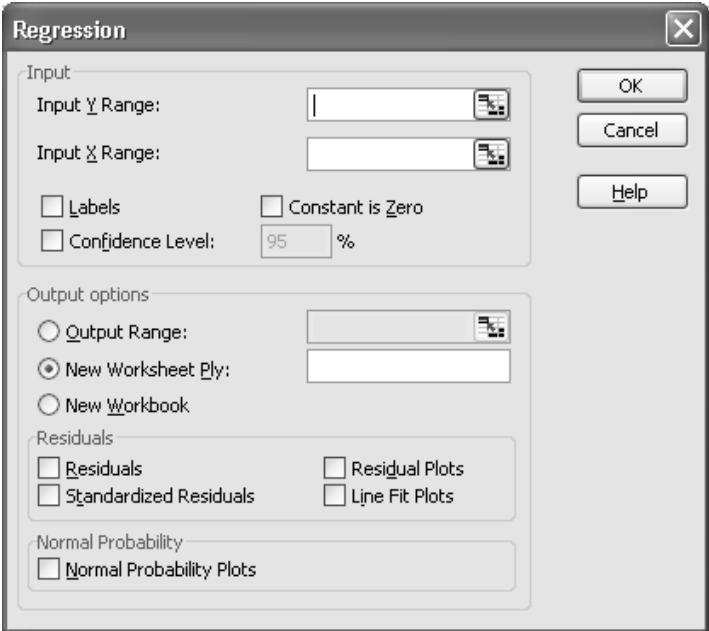 Regression
Input
Input Y Range:
Input X Range:
Labels
Constant is Zero
Confidence Level:
95 %
OK
Cancel
Help
Output options
Output Range:
New Worksheet Ply:
New Workbook
Residuals
Residuals
Residual Plots
Standardized Residuals
Line Fit Plots
Normal Probability
Normal Probability Plots